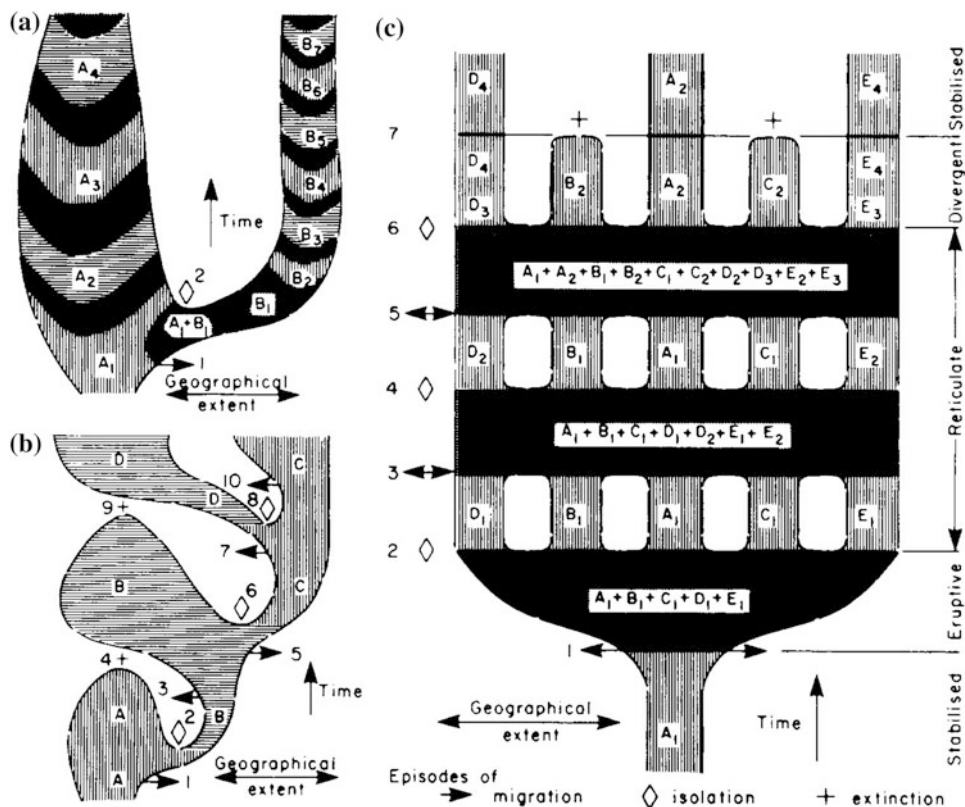 (a)
A₄
A₃
A₂
A₁
B₇
B₆
B₅
B₄
B₃
B₂
B₁
A₁+B₁
2
1
Time
Geographical
extent
(b)
D
D
C
C
B
B
A
A
10
9
8
7
6
5
4
3
2
1
Time
Geographical
extent
(c)
D₄ A₂ E₄
7
D₄ B₂ A₂ C₂ E₄
D₃ E₃
6
A₁+A₂+B₁+B₂+C₁+C₂+D₂+D₃+E₂+E₃
5
D₂ B₁ A₁ C₁ E₂
4
A₁+B₁+C₁+D₁+D₂+E₁+E₂
3
D₁ B₁ A₁ C₁ E₁
2
A₁+B₁+C₁+D₁+E₁
1
A₁
Geographical
extent
Time
Stabilised
Divergent
Reticulate
Eruptive
Stabilised
Episodes of
migration isolation extinction